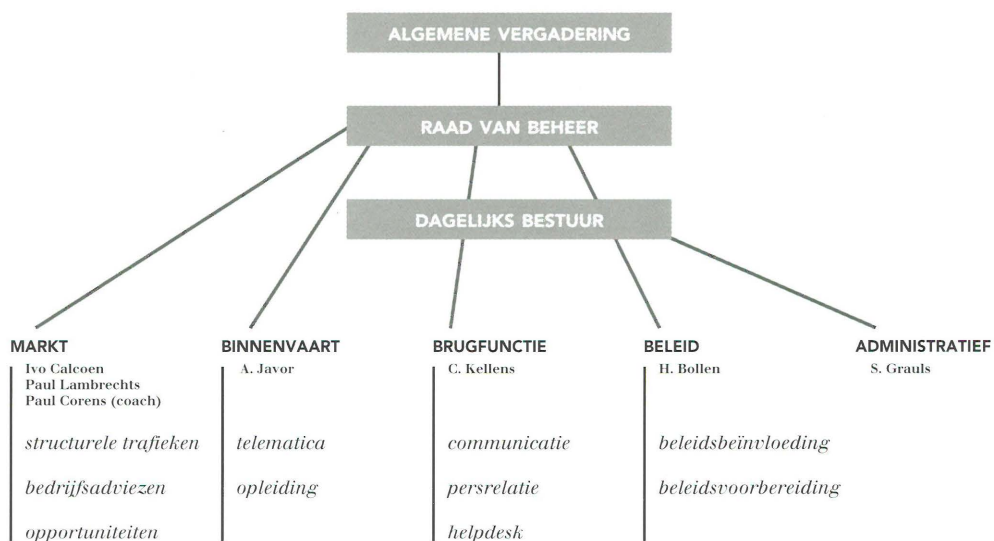 ALGEMENE VERGADERING
RAAD VAN BEHEER
DAGELIJKS BESTUUR
MARKT
Ivo Calcoen
Paul Lambrechts
Paul Corens (coach)
structurele trafieken
bedrijfsadviezen
opportuniteiten
BINNENVAART
A. Javor
telematica
opleiding
BRUGFUNCTIE
C. Kellens
communicatie
persrelatie
helpdesk
BELEID
H. Bollen
beleidsbeïnvloeding
beleidsvoorbereiding
ADMINISTRATIEF
S. Grauls